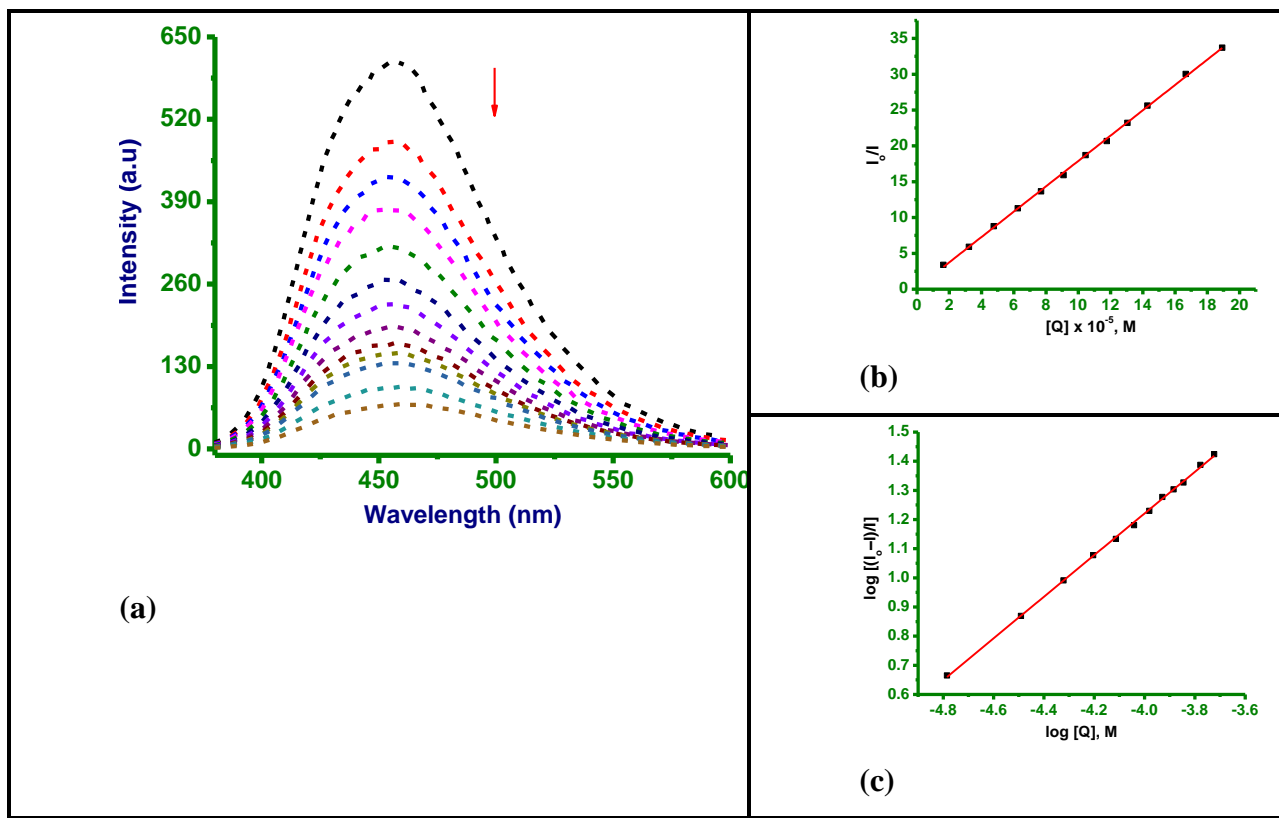 650
520
390
260
130
0
400
450
500
550
600
Intensity (a.u)
Wavelength (nm)
(a)
35
30
25
20
15
10
5
0
0 2 4 6 8 10 12 14 16 18 20
I₀/I
[Q] x 10⁻⁵, M
(b)
1.5
1.4
1.3
1.2
1.1
1.0
0.9
0.8
0.7
0.6
-4.8 -4.6 -4.4 -4.2 -4.0 -3.8 -3.6
log [(I₀−I)/I]
log [Q], M
(c)